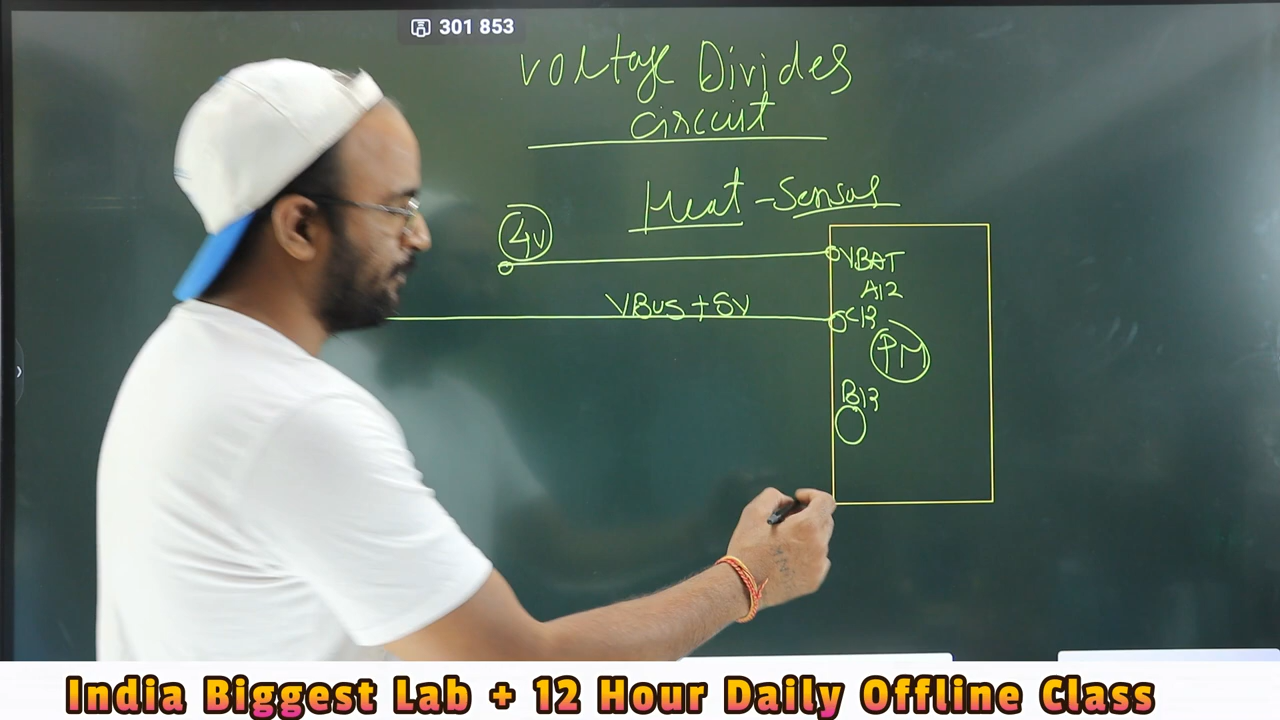 301 853
Voltage Divider
circuit
Heat-Sensor
4v
VBAT
A12
VBus+5V
C13
PM
B13
India Biggest Lab + 12 Hour Daily Offline Class